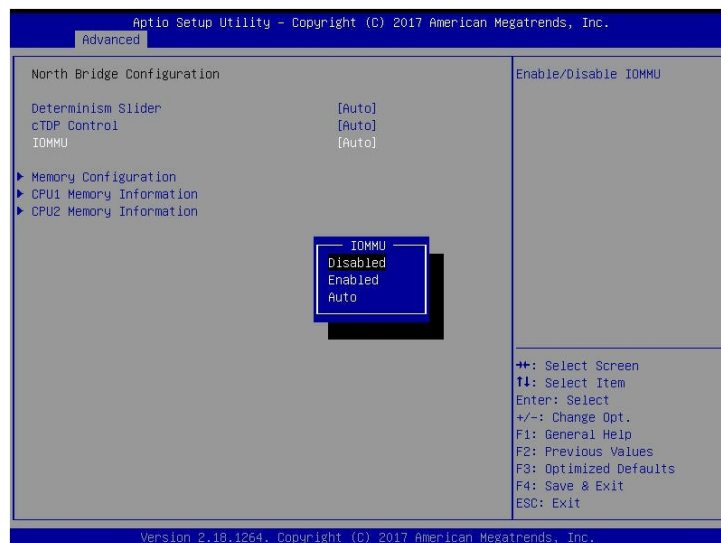 Aptio Setup Utility – Copyright (C) 2017 American Megatrends, Inc.
Advanced
North Bridge Configuration
Determinism Slider [Auto]
cTDP Control [Auto]
IOMMU [Auto]
Memory Configuration
CPU1 Memory Information
CPU2 Memory Information
IOMMU
Disabled
Enabled
Auto
Enable/Disable IOMMU
→←: Select Screen
↑↓: Select Item
Enter: Select
+/-: Change Opt.
F1: General Help
F2: Previous Values
F3: Optimized Defaults
F4: Save & Exit
ESC: Exit
Version 2.18.1264. Copyright (C) 2017 American Megatrends, Inc.